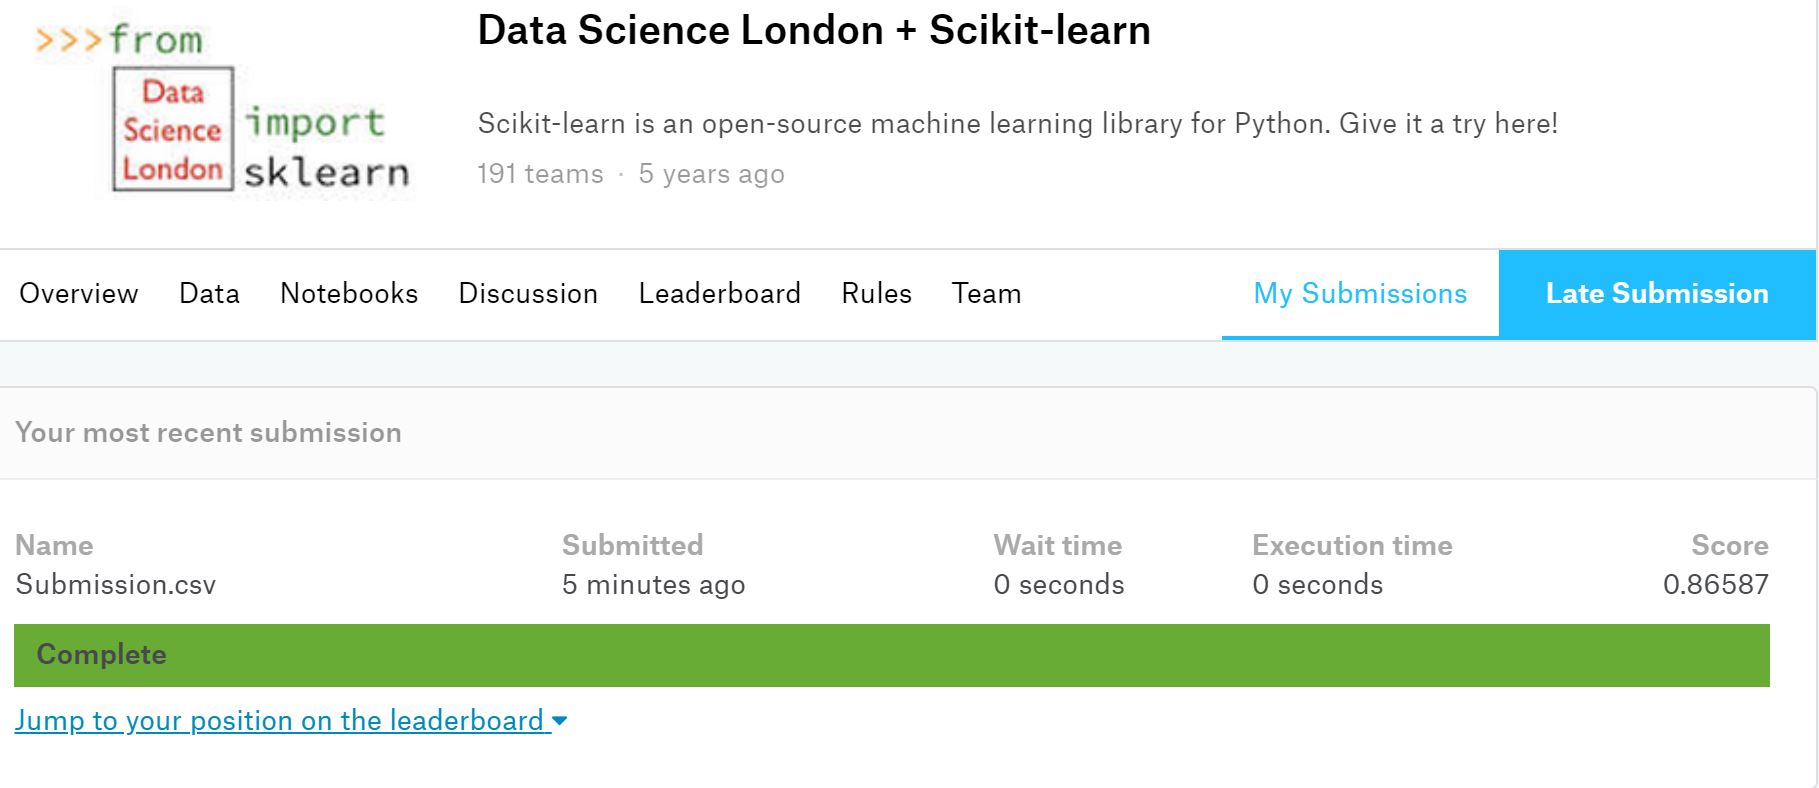 >>>from
Data
Science
London
import
sklearn
Data Science London + Scikit-learn
Scikit-learn is an open-source machine learning library for Python. Give it a try here!
191 teams · 5 years ago
Overview Data Notebooks Discussion Leaderboard Rules Team My Submissions Late Submission
Your most recent submission
Name Submitted Wait time Execution time Score
Submission.csv 5 minutes ago 0 seconds 0 seconds 0.86587
Complete
Jump to your position on the leaderboard